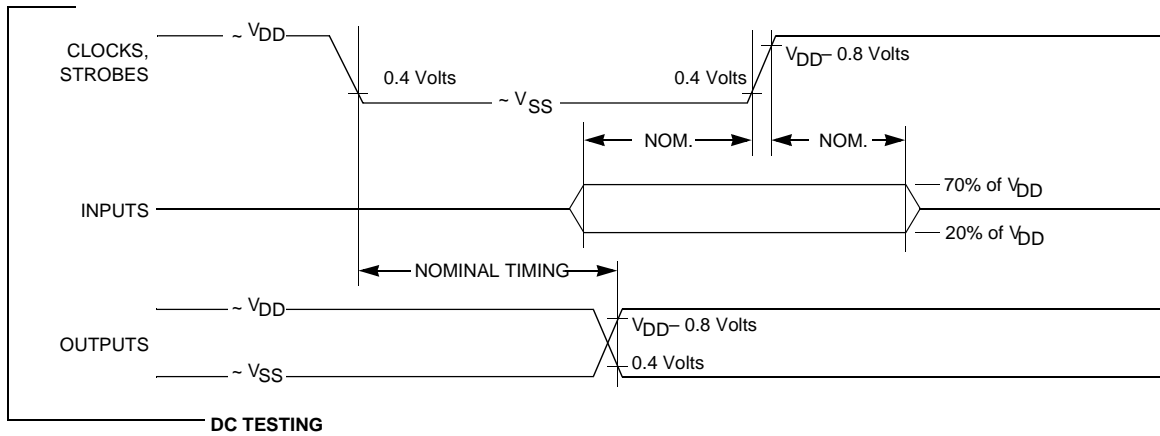 CLOCKS,
STROBES
~ VDD
0.4 Volts
~ VSS
0.4 Volts
VDD – 0.8 Volts
NOM.
NOM.
INPUTS
70% of VDD
20% of VDD
NOMINAL TIMING
OUTPUTS
~ VDD
VDD – 0.8 Volts
0.4 Volts
~ VSS
DC TESTING